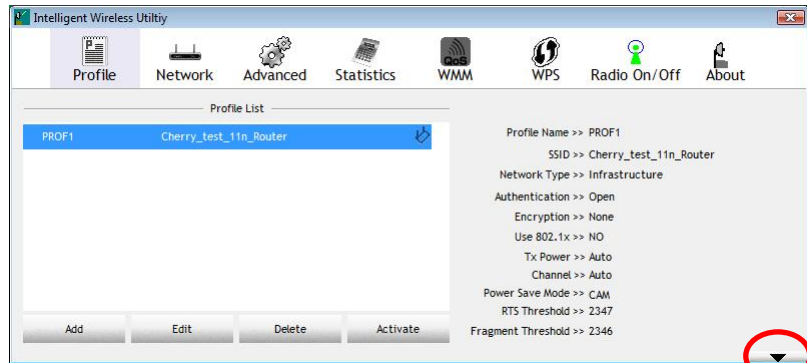 Intelligent Wireless Utiltiy
Profile Network Advanced Statistics QoS WMM WPS Radio On/Off About
Profile List
PROF1 Cherry_test_11n_Router
Add Edit Delete Activate
Profile Name >> PROF1
SSID >> Cherry_test_11n_Router
Network Type >> Infrastructure
Authentication >> Open
Encryption >> None
Use 802.1x >> NO
Tx Power >> Auto
Channel >> Auto
Power Save Mode >> CAM
RTS Threshold >> 2347
Fragment Threshold >> 2346